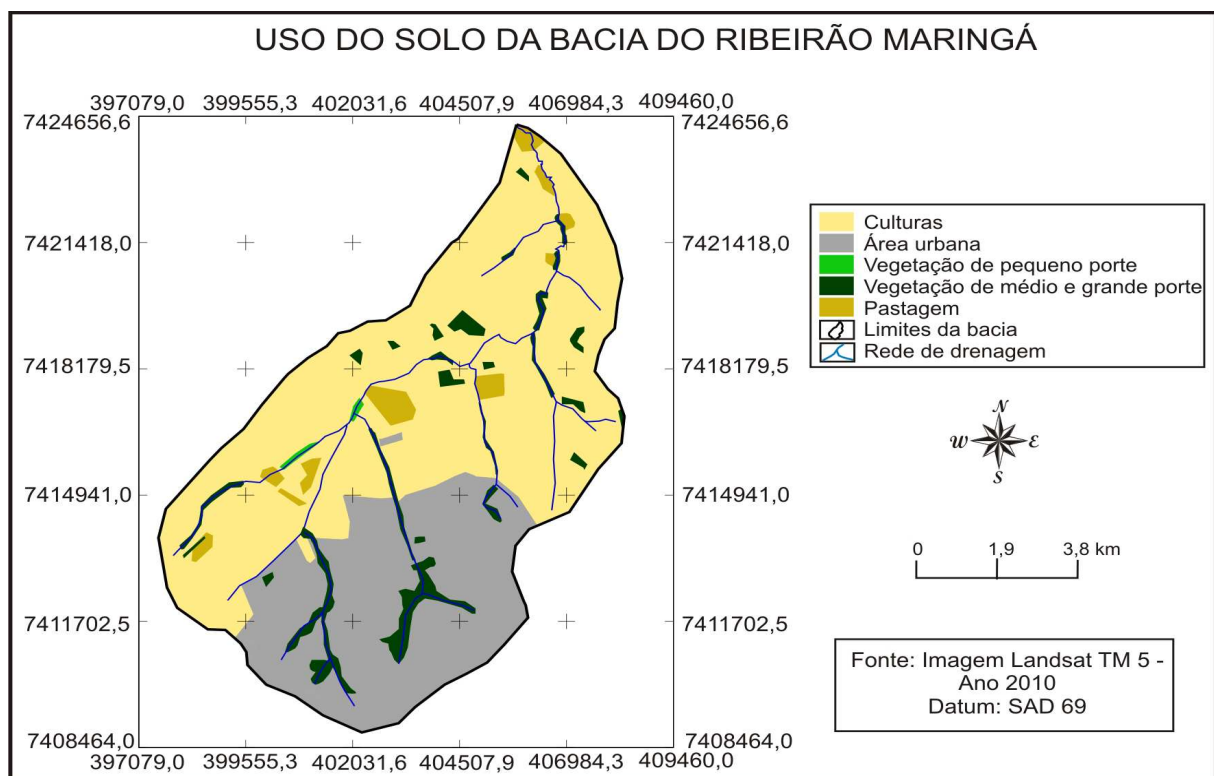 USO DO SOLO DA BACIA DO RIBEIRÃO MARINGÁ
397079,0 399555,3 402031,6 404507,9 406984,3 409460,0
7424656,6 7424656,6
7421418,0 7421418,0
7418179,5 7418179,5
7414941,0 7414941,0
7411702,5 7411702,5
7408464,0 7408464,0
397079,0 399555,3 402031,6 404507,9 406984,3 409460,0
Culturas
Área urbana
Vegetação de pequeno porte
Vegetação de médio e grande porte
Pastagem
Limites da bacia
Rede de drenagem
N
W E
S
0 1,9 3,8 km
Fonte: Imagem Landsat TM 5 -
Ano 2010
Datum: SAD 69